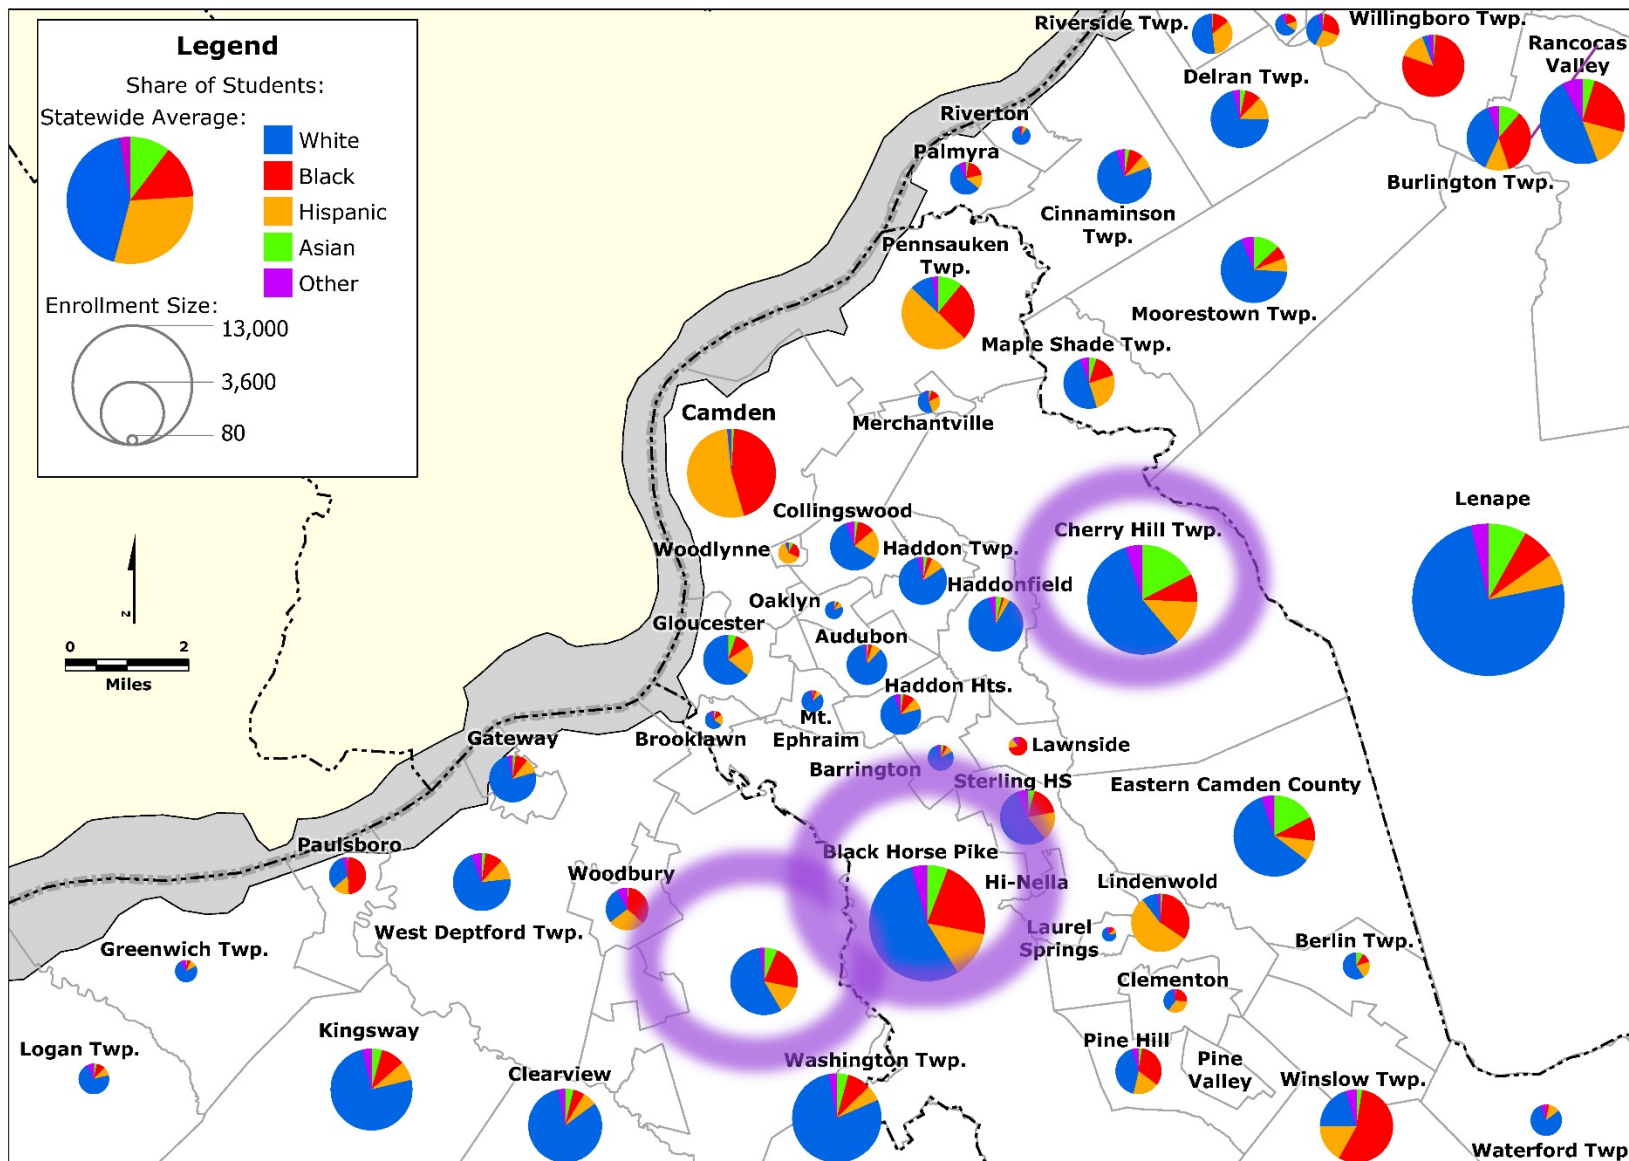 Legend
Share of Students:
Statewide Average:
White
Black
Hispanic
Asian
Other
Enrollment Size:
13,000
3,600
80
z
0 2
Miles
Riverside Twp.
Willingboro Twp.
Rancocas
Valley
Delran Twp.
Riverton
Palmyra
Burlington Twp.
Cinnaminson
Twp.
Pennsauken
Twp.
Moorestown Twp.
Maple Shade Twp.
Merchantville
Camden
Collingswood
Woodlynne
Haddon Twp.
Haddonfield
Cherry Hill Twp.
Lenape
Oaklyn
Gloucester
Audubon
Haddon Hts.
Mt.
Ephraim
Brooklawn
Lawnside
Barrington
Gateway
Sterling HS
Eastern Camden County
Paulsboro
Black Horse Pike
Woodbury
Hi-Nella
Lindenwold
West Deptford Twp.
Laurel
Springs
Berlin Twp.
Greenwich Twp.
Clementon
Kingsway
Logan Twp.
Clearview
Washington Twp.
Pine Hill
Pine
Valley
Winslow Twp.
Waterford Twp